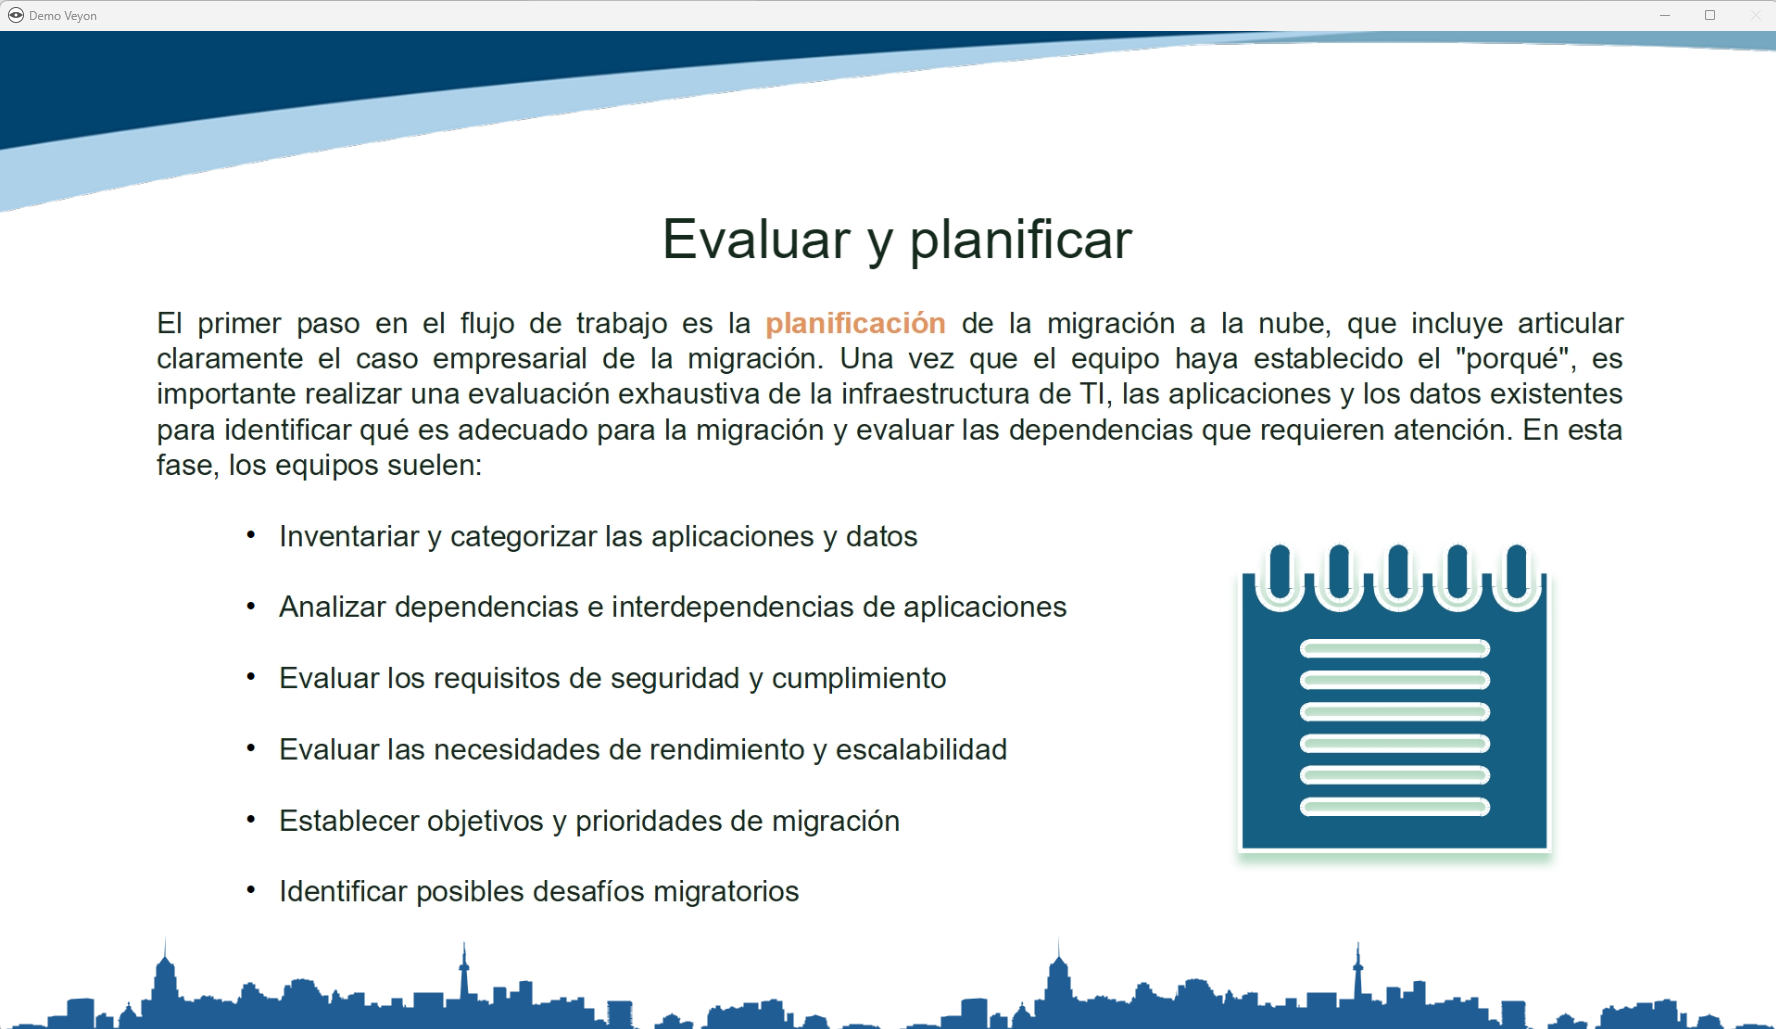 Demo Veyon
Evaluar y planificar
El primer paso en el flujo de trabajo es la planificación de la migración a la nube, que incluye articular
claramente el caso empresarial de la migración. Una vez que el equipo haya establecido el "porqué", es
importante realizar una evaluación exhaustiva de la infraestructura de TI, las aplicaciones y los datos existentes
para identificar qué es adecuado para la migración y evaluar las dependencias que requieren atención. En esta
fase, los equipos suelen:
• Inventariar y categorizar las aplicaciones y datos
• Analizar dependencias e interdependencias de aplicaciones
• Evaluar los requisitos de seguridad y cumplimiento
• Evaluar las necesidades de rendimiento y escalabilidad
• Establecer objetivos y prioridades de migración
• Identificar posibles desafíos migratorios